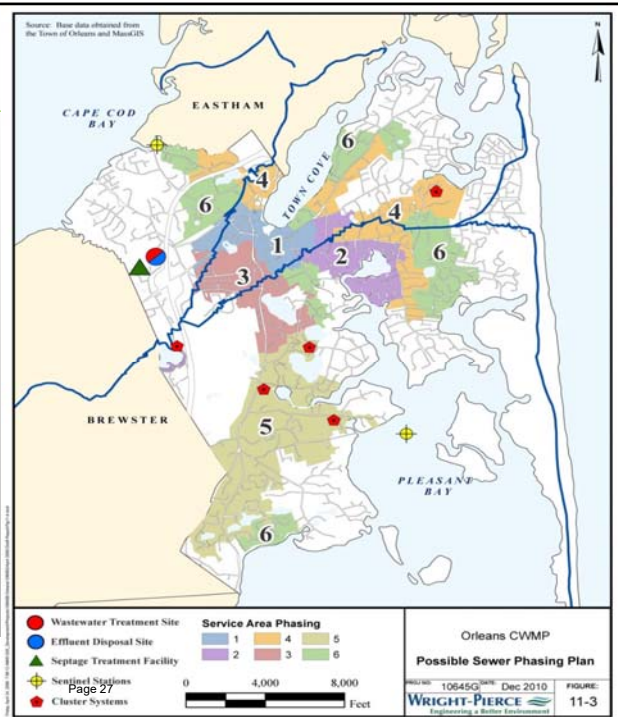 Source: Base data obtained from
the Town of Orleans and MassGIS
N
CAPE COD
BAY
EASTHAM
TOWN COVE
6
4
6
4
1
2
6
3
BREWSTER
5
PLEASANT
BAY
6
Wastewater Treatment Site
Effluent Disposal Site
Septage Treatment Facility
Sentinel Stations
Cluster Systems
Page 27
Service Area Phasing
1 4 5
2 3 6
0 4,000 8,000
Feet
Orleans CWMP
Possible Sewer Phasing Plan
PROJ NO: 10645G DATE: Dec 2010 FIGURE:
WRIGHT-PIERCE 11-3
Engineering a Better Environment